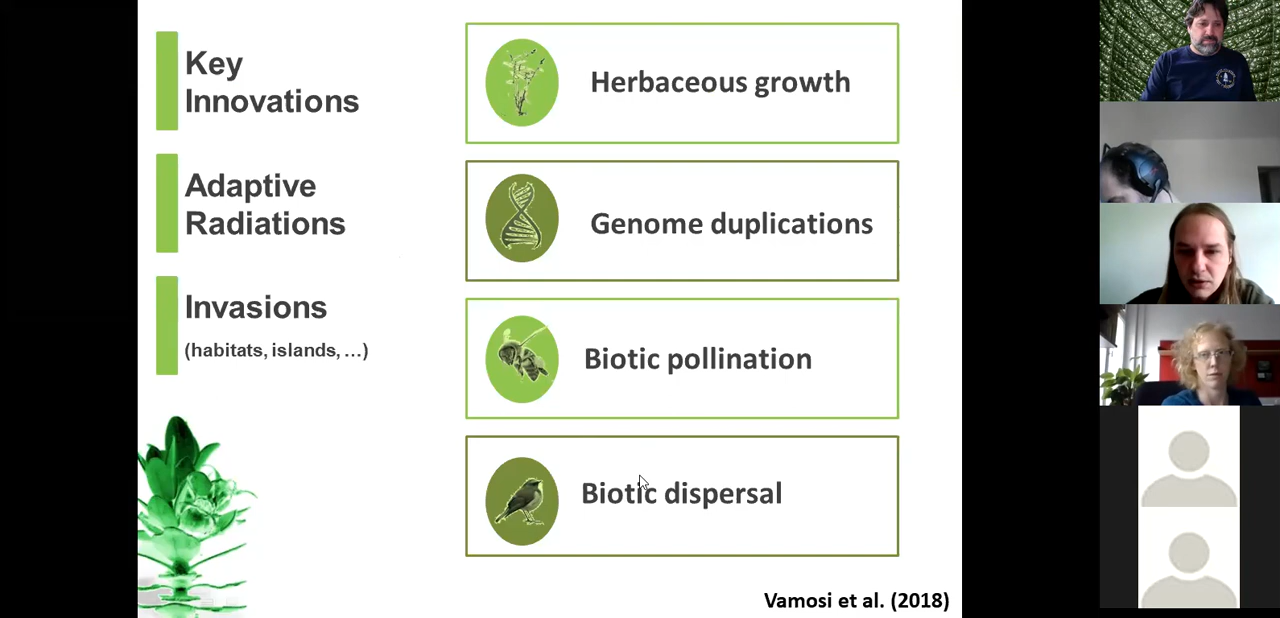 Key
Innovations
Adaptive
Radiations
Invasions
(habitats, islands, …)
Herbaceous growth
Genome duplications
Biotic pollination
Biotic dispersal
Vamosi et al. (2018)